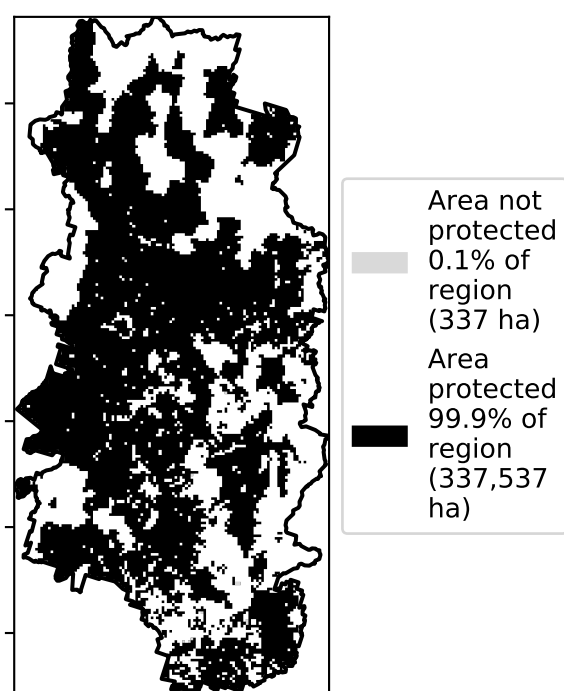 Area not
protected
0.1% of
region
(337 ha)
Area
protected
99.9% of
region
(337,537
ha)